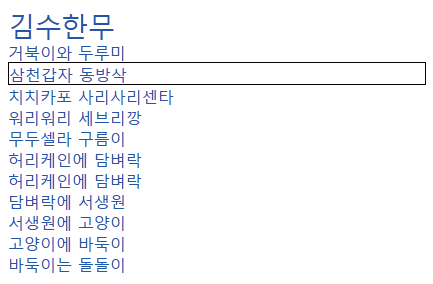 김수한무
거북이와 두루미
삼천갑자 동방삭
치치카포 사리사리센타
워리워리 세브리깡
무두셀라 구름이
허리케인에 담벼락
허리케인에 담벼락
담벼락에 서생원
서생원에 고양이
고양이에 바둑이
바둑이는 돌돌이